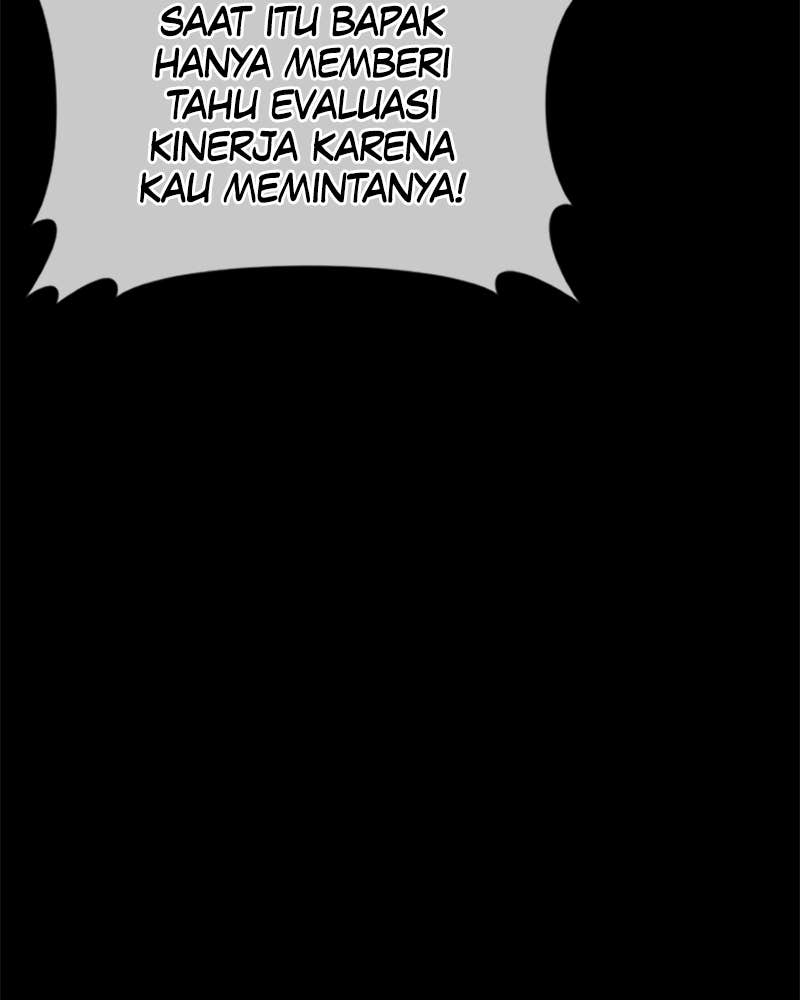 SAAT ITU BAPAK
HANYA MEMBERI
TAHU EVALUASI
KINERJA KARENA
KAU MEMINTANYA!